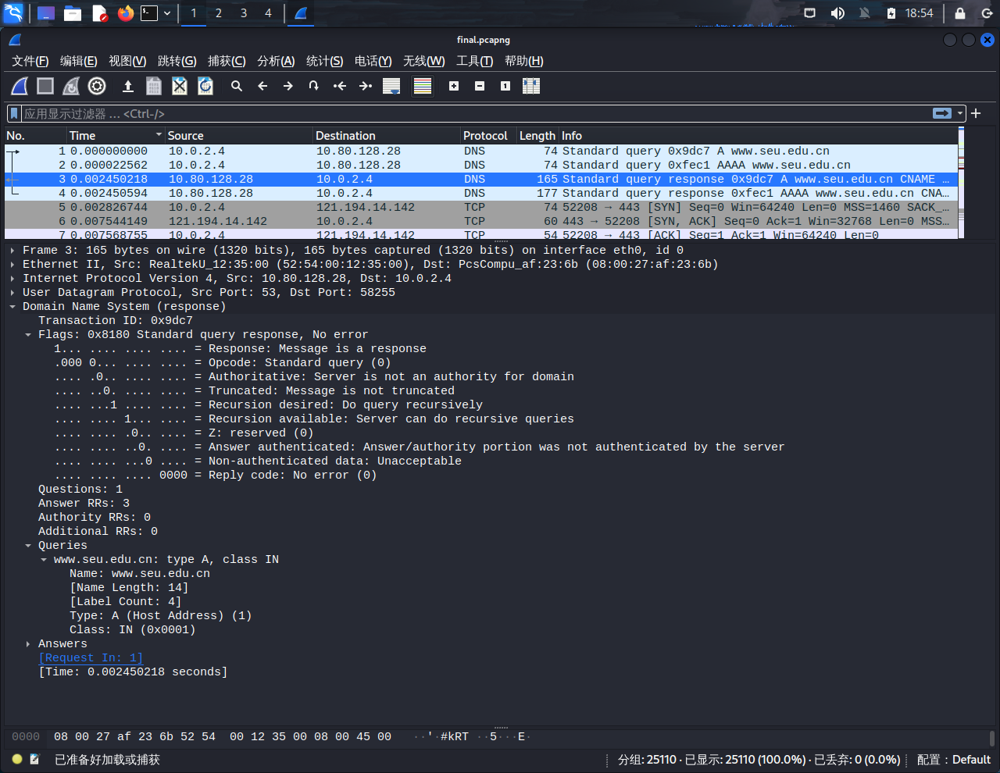 1 2 3 4 18:54
final.pcapng
文件(F) 编辑(E) 视图(V) 跳转(G) 捕获(C) 分析(A) 统计(S) 电话(Y) 无线(W) 工具(T) 帮助(H)
应用显示过滤器 … <Ctrl-/>
No. Time Source Destination Protocol Length Info
1 0.000000000 10.0.2.4 10.80.128.28 DNS 74 Standard query 0x9dc7 A www.seu.edu.cn
2 0.000022562 10.0.2.4 10.80.128.28 DNS 74 Standard query 0xfec1 AAAA www.seu.edu.cn
3 0.002450218 10.80.128.28 10.0.2.4 DNS 165 Standard query response 0x9dc7 A www.seu.edu.cn CNAME …
4 0.002450594 10.80.128.28 10.0.2.4 DNS 177 Standard query response 0xfec1 AAAA www.seu.edu.cn CNA…
5 0.002826744 10.0.2.4 121.194.14.142 TCP 74 52208 → 443 [SYN] Seq=0 Win=64240 Len=0 MSS=1460 SACK_…
6 0.007544149 121.194.14.142 10.0.2.4 TCP 60 443 → 52208 [SYN, ACK] Seq=0 Ack=1 Win=32768 Len=0 MSS…
7 0.007568755 10.0.2.4 121.194.14.142 TCP 54 52208 → 443 [ACK] Seq=1 Ack=1 Win=64240 Len=0
Frame 3: 165 bytes on wire (1320 bits), 165 bytes captured (1320 bits) on interface eth0, id 0
Ethernet II, Src: RealtekU_12:35:00 (52:54:00:12:35:00), Dst: PcsCompu_af:23:6b (08:00:27:af:23:6b)
Internet Protocol Version 4, Src: 10.80.128.28, Dst: 10.0.2.4
User Datagram Protocol, Src Port: 53, Dst Port: 58255
Domain Name System (response)
Transaction ID: 0x9dc7
Flags: 0x8180 Standard query response, No error
1... .... .... .... = Response: Message is a response
.000 0... .... .... = Opcode: Standard query (0)
.... .0.. .... .... = Authoritative: Server is not an authority for domain
.... ..0. .... .... = Truncated: Message is not truncated
.... ...1 .... .... = Recursion desired: Do query recursively
.... .... 1... .... = Recursion available: Server can do recursive queries
.... .... .0.. .... = Z: reserved (0)
.... .... ..0. .... = Answer authenticated: Answer/authority portion was not authenticated by the server
.... .... ...0 .... = Non-authenticated data: Unacceptable
.... .... .... 0000 = Reply code: No error (0)
Questions: 1
Answer RRs: 3
Authority RRs: 0
Additional RRs: 0
Queries
www.seu.edu.cn: type A, class IN
Name: www.seu.edu.cn
[Name Length: 14]
[Label Count: 4]
Type: A (Host Address) (1)
Class: IN (0x0001)
Answers
[Request In: 1]
[Time: 0.002450218 seconds]
0000 08 00 27 af 23 6b 52 54 00 12 35 00 08 00 45 00 ··'·#kRT ··5···E·
已准备好加载或捕获 分组: 25110 · 已显示: 25110 (100.0%) · 已丢弃: 0 (0.0%) 配置：Default